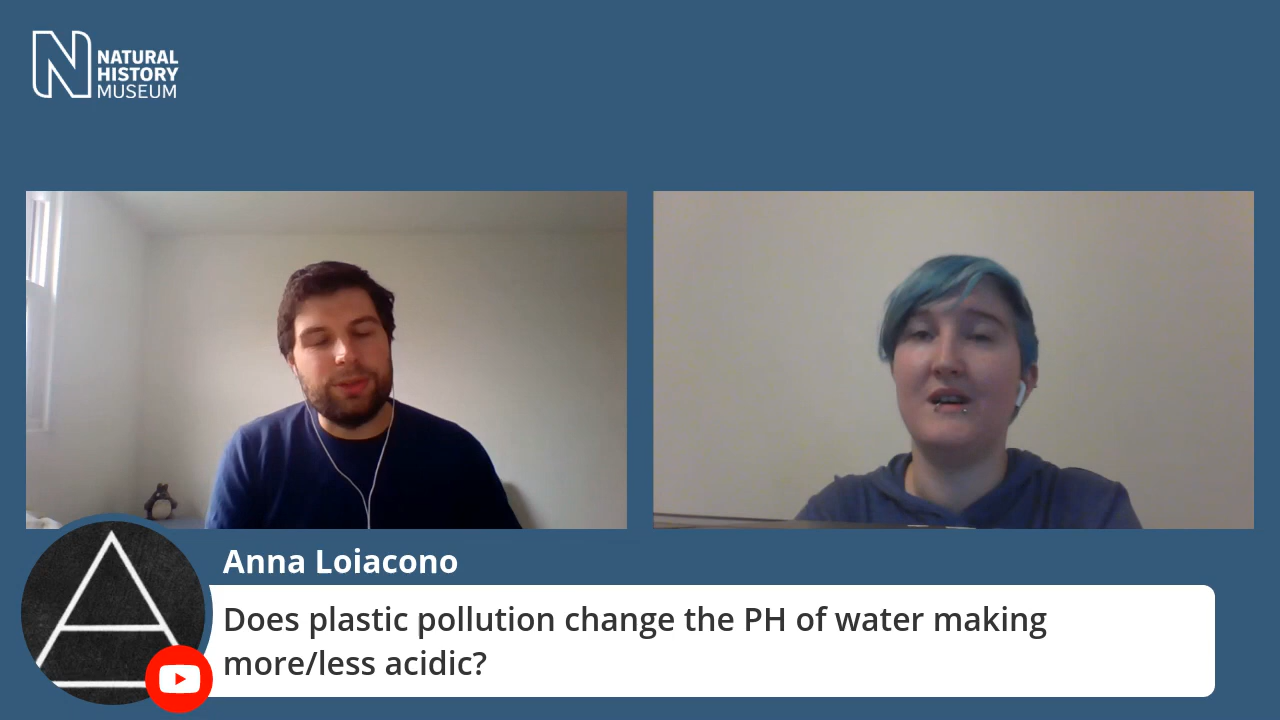 NATURAL
HISTORY
MUSEUM
Anna Loiacono
Does plastic pollution change the PH of water making
more/less acidic?